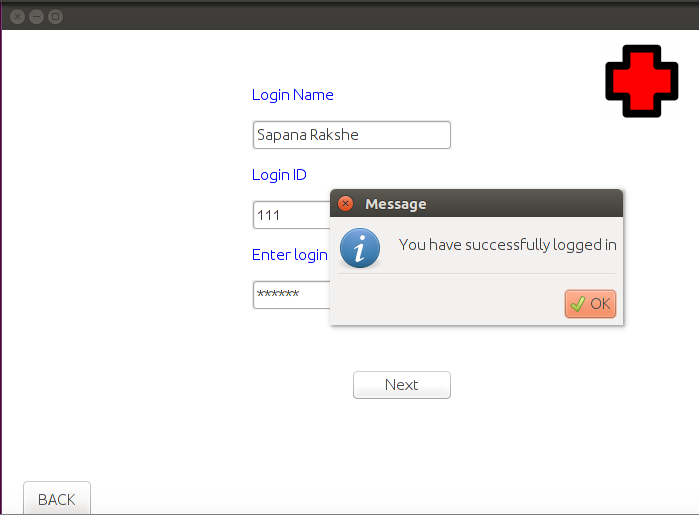 Login Name
Sapana Rakshe
Login ID
111
Message
You have successfully logged in
Enter login
******
OK
Next
BACK